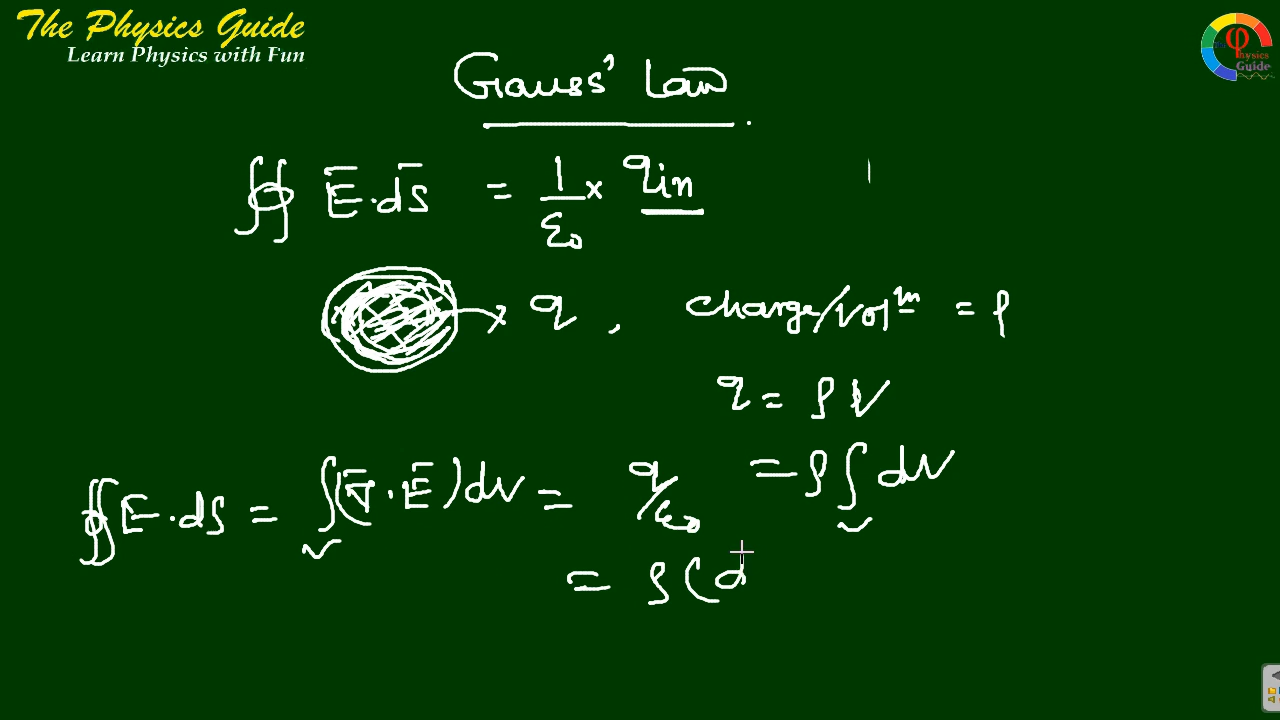 The Physics Guide
Learn Physics with Fun
φ
Physics
Guide
Gauss' Law
∯ E̅·ds̅ = 1/ε₀ × qin
q, charge/volᵐ = ρ
q = ρV
= ρ∫ᵥ dV
∯ E·ds = ∫ᵥ (∇̅·E̅) dv = q/ε₀
= ρ ( d